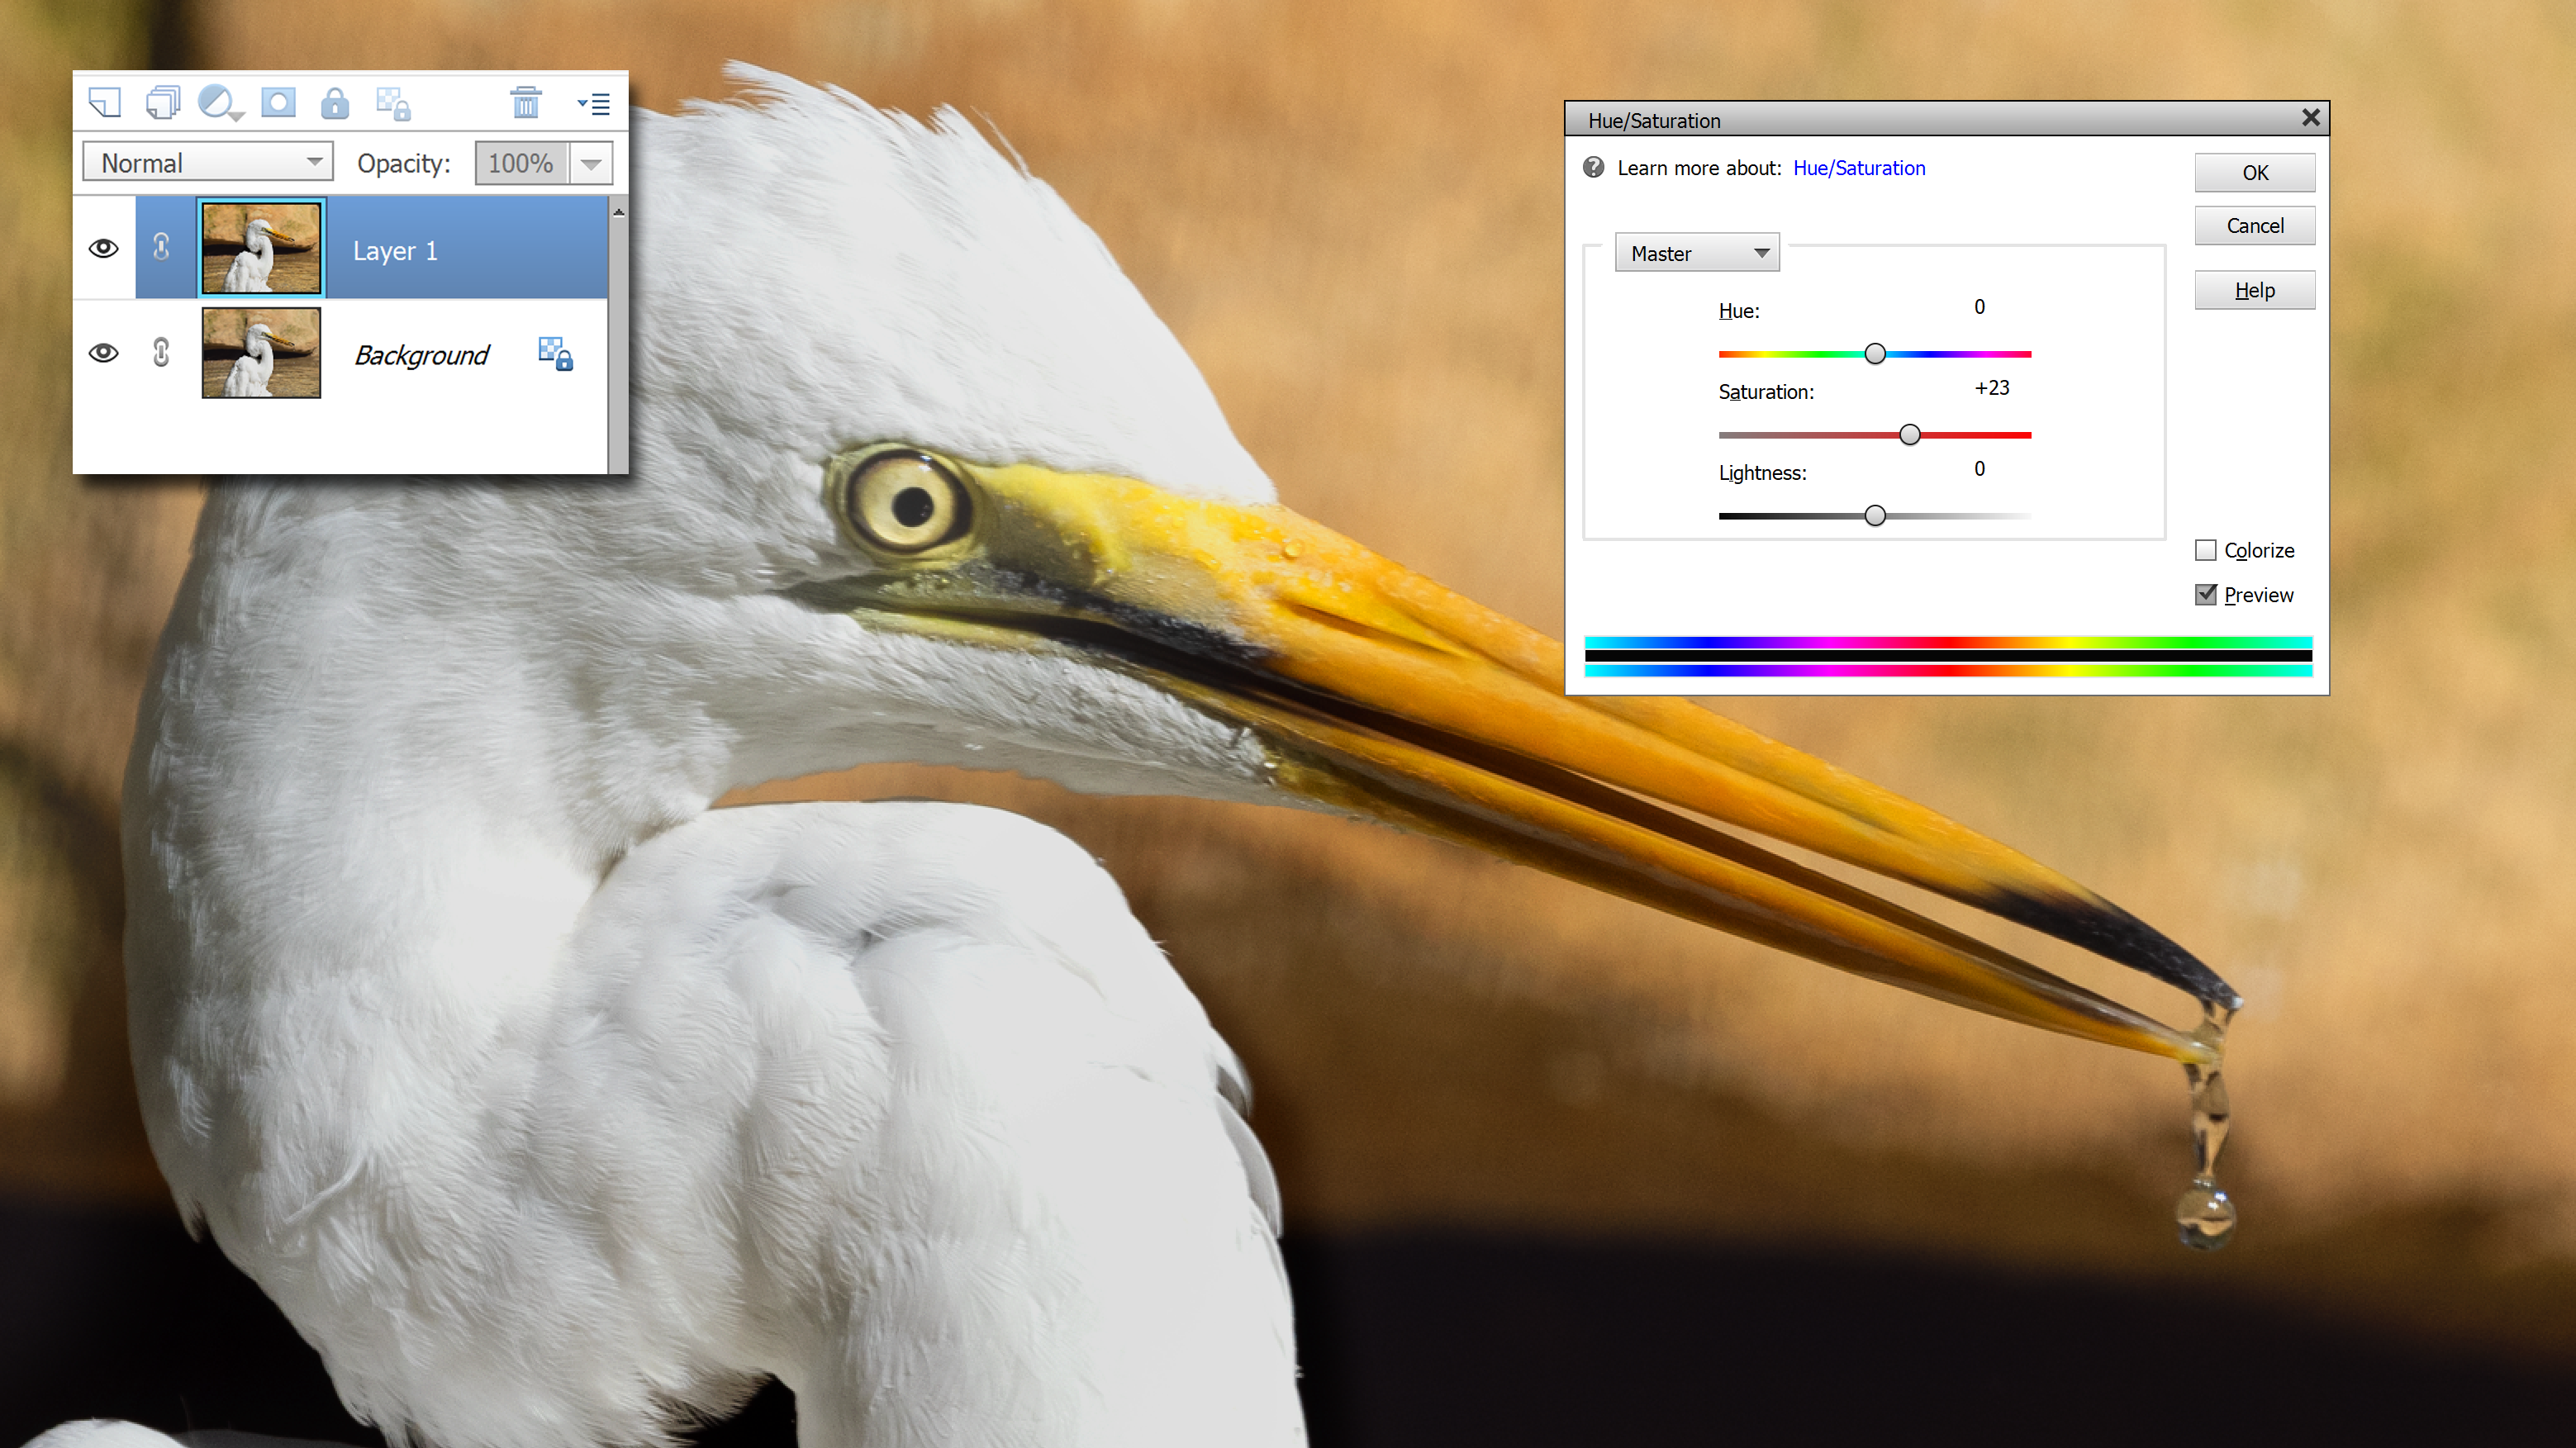 Normal
Opacity:
100%
Layer 1
Background
Hue/Saturation
Learn more about: Hue/Saturation
OK
Cancel
Help
Master
Hue: 0
Saturation: +23
Lightness: 0
Colorize
Preview